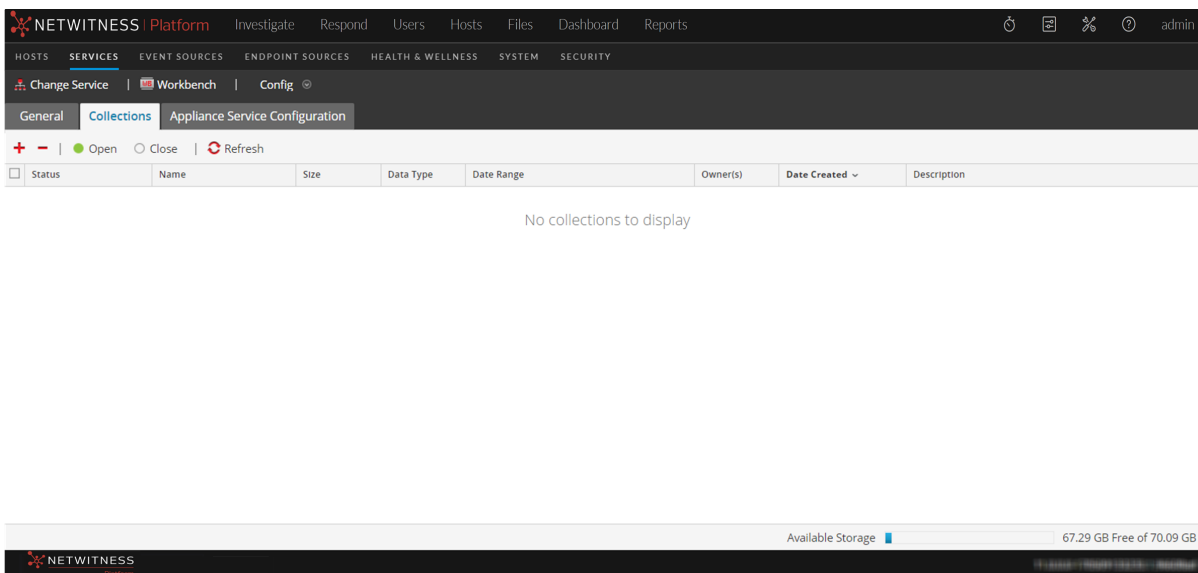 NETWITNESS | Platform Investigate Respond Users Hosts Files Dashboard Reports admin
HOSTS SERVICES EVENT SOURCES ENDPOINT SOURCES HEALTH & WELLNESS SYSTEM SECURITY
Change Service | Workbench | Config
General Collections Appliance Service Configuration
+ − | Open Close | Refresh
Status Name Size Data Type Date Range Owner(s) Date Created Description
No collections to display
Available Storage 67.29 GB Free of 70.09 GB
NETWITNESS
Platform